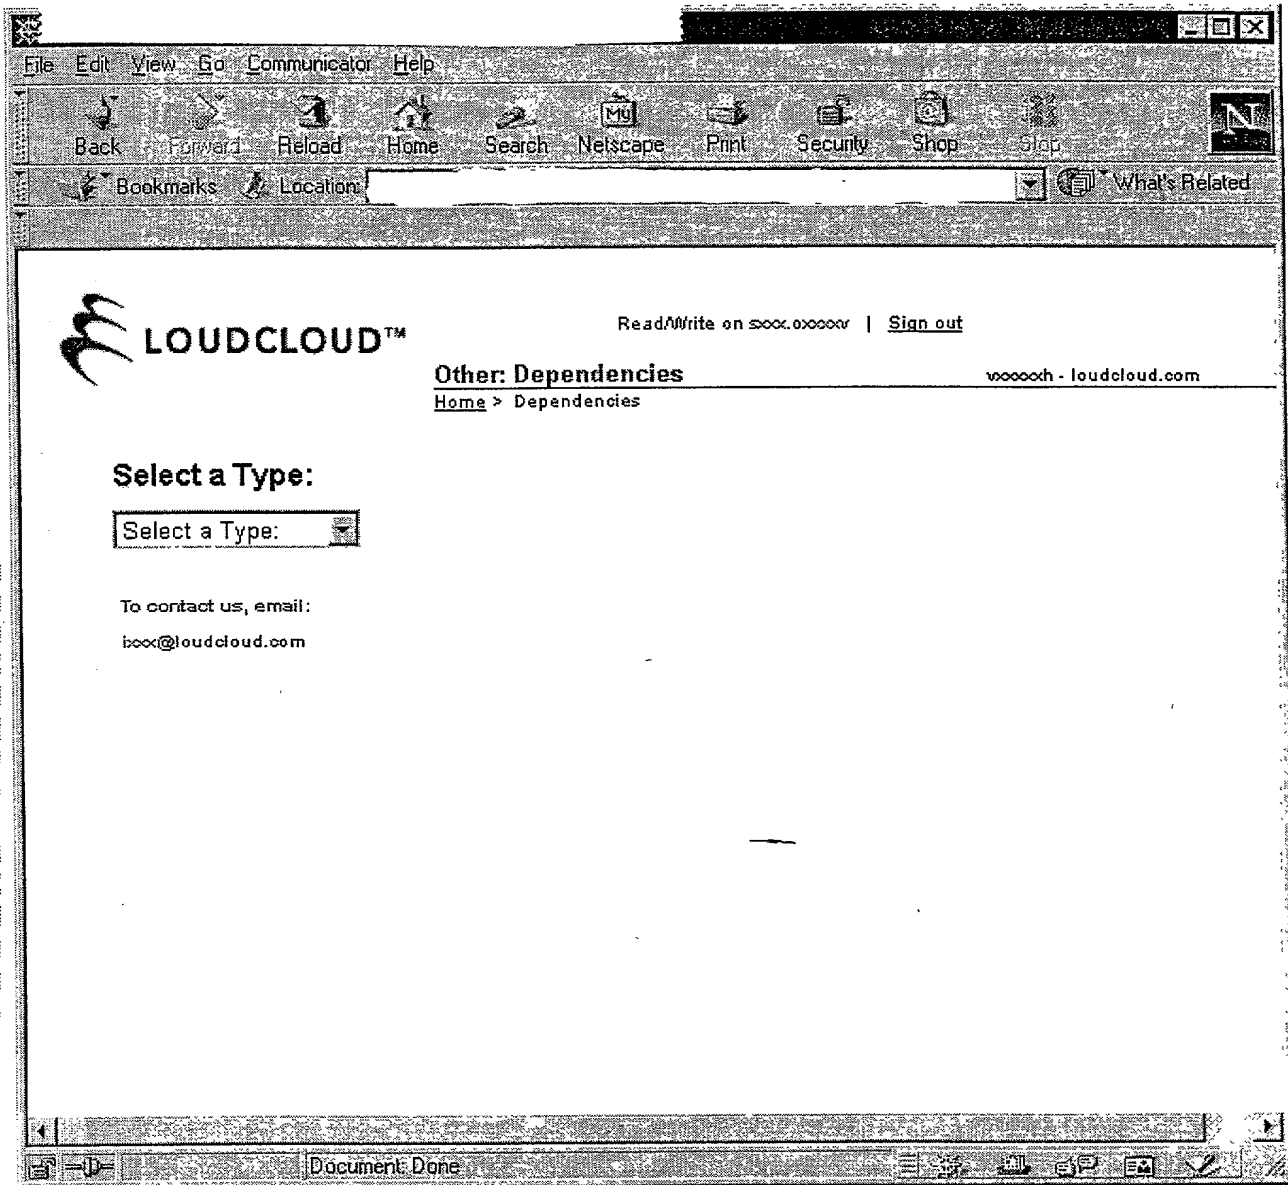 File Edit View Go Communicator Help
My N
Back Forward Reload Home Search Netscape Print Security Shop Stop
Bookmarks Location: What's Related
LOUDCLOUD™
Read/Write on | Sign out
Other: Dependencies
- loudcloud.com
Home > Dependencies
Select a Type:
Select a Type:
To contact us, email:
@loudcloud.com
Document: Done